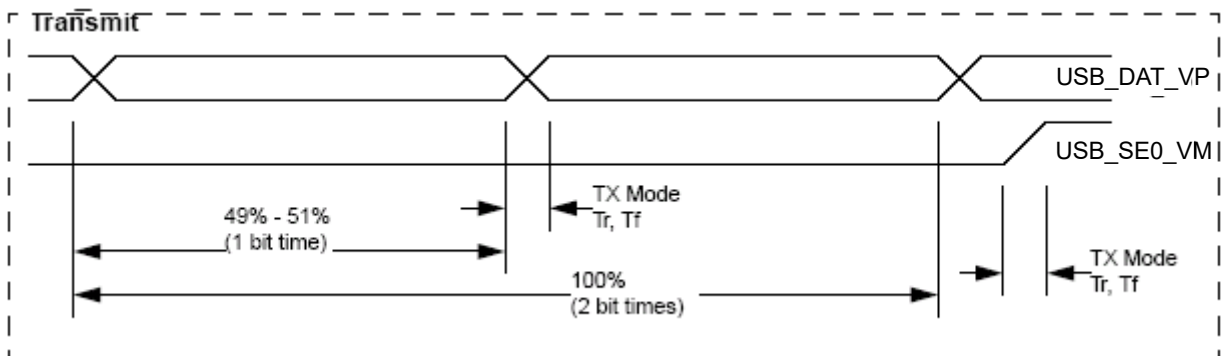 Transmit
USB_DAT_VP
USB_SE0_VM
TX Mode
Tr, Tf
49% - 51%
(1 bit time)
TX Mode
Tr, Tf
100%
(2 bit times)